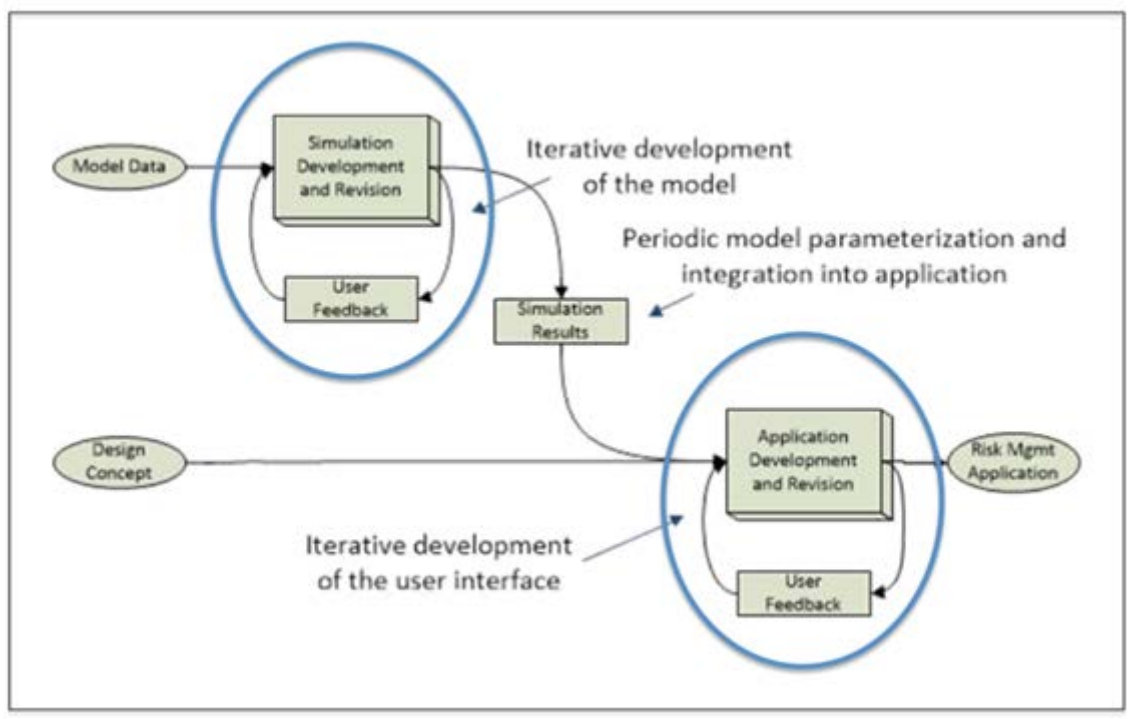 Model Data
Simulation
Development
and Revision
Iterative development
of the model
User
Feedback
Periodic model parameterization and
integration into application
Simulation
Results
Design
Concept
Application
Development
and Revision
Risk Mgmt
Application
Iterative development
of the user interface
User
Feedback